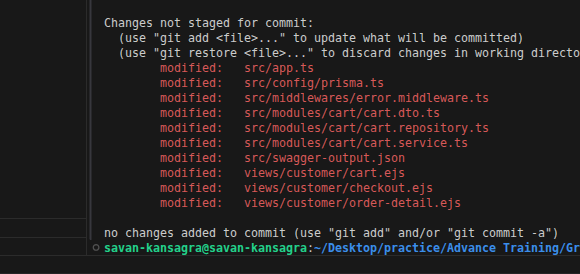 Changes not staged for commit:
(use "git add <file>..." to update what will be committed)
(use "git restore <file>..." to discard changes in working directo
modified: src/app.ts
modified: src/config/prisma.ts
modified: src/middlewares/error.middleware.ts
modified: src/modules/cart/cart.dto.ts
modified: src/modules/cart/cart.repository.ts
modified: src/modules/cart/cart.service.ts
modified: src/swagger-output.json
modified: views/customer/cart.ejs
modified: views/customer/checkout.ejs
modified: views/customer/order-detail.ejs
no changes added to commit (use "git add" and/or "git commit -a")
savan-kansagra@savan-kansagra:~/Desktop/practice/Advance Training/Gr